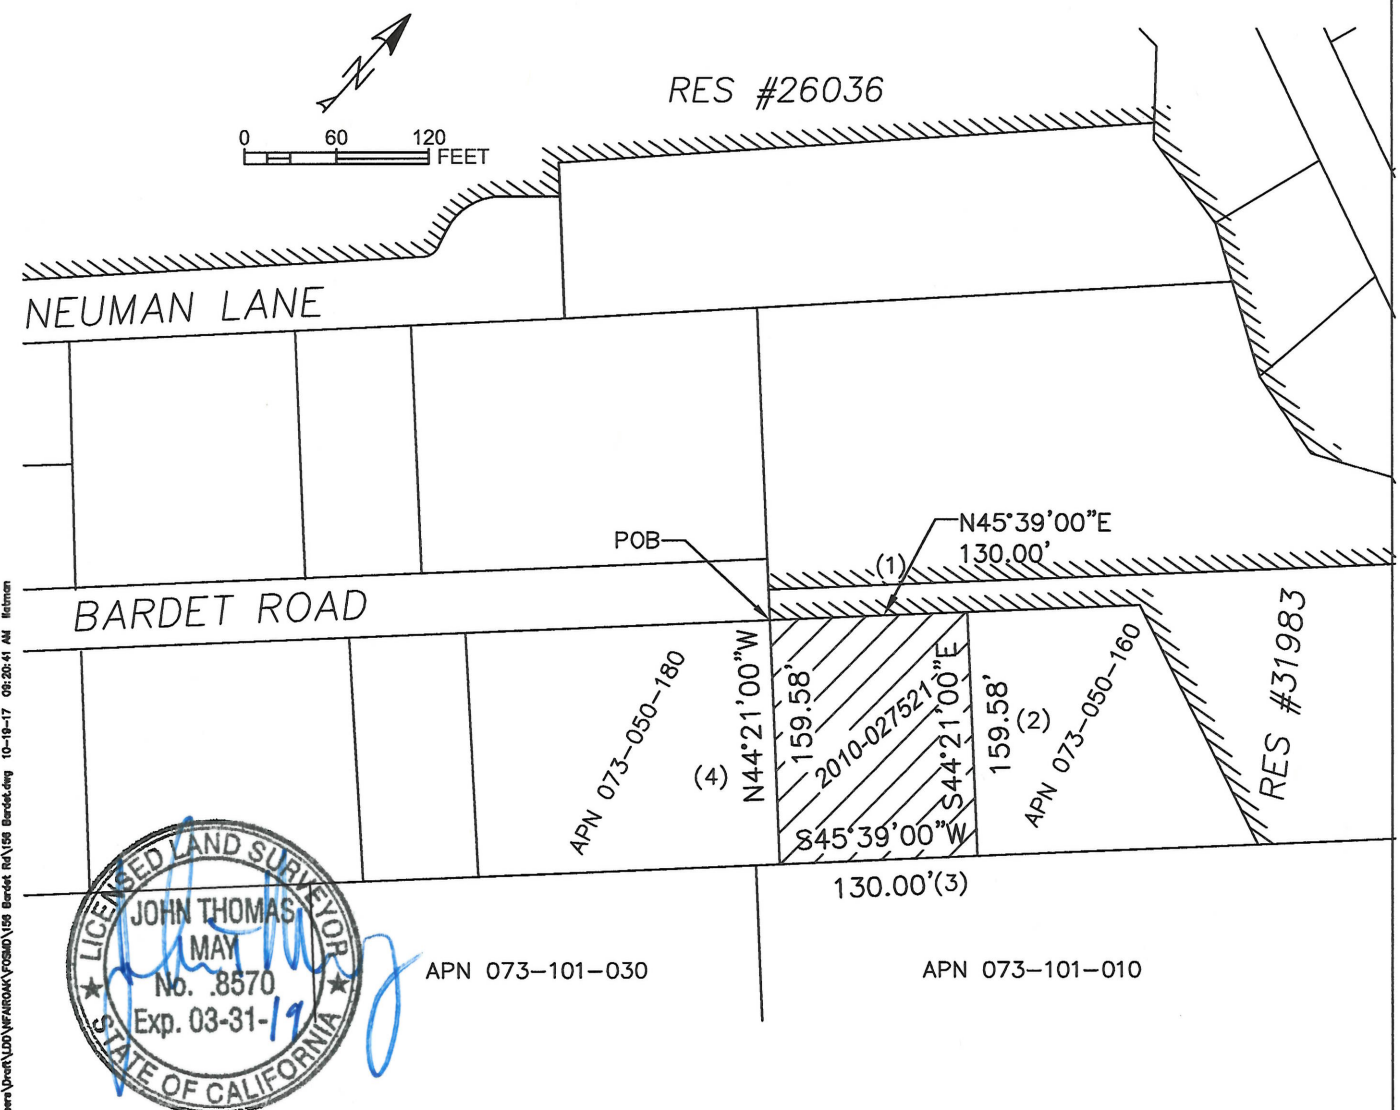 RES #26036
N
0 60 120
FEET
NEUMAN LANE
N45°39'00"E
130.00'
POB
(1)
BARDET ROAD
APN 073-050-180
(4)
N44°21'00"W
159.58'
2010-027521
S44°21'00"E
159.58'
(2)
APN 073-050-160
RES #31983
S45°39'00"W
130.00'(3)
LICENSED LAND SURVEYOR
JOHN THOMAS
MAY
No. 8570
Exp. 03-31-19
STATE OF CALIFORNIA
APN 073-101-030
APN 073-101-010